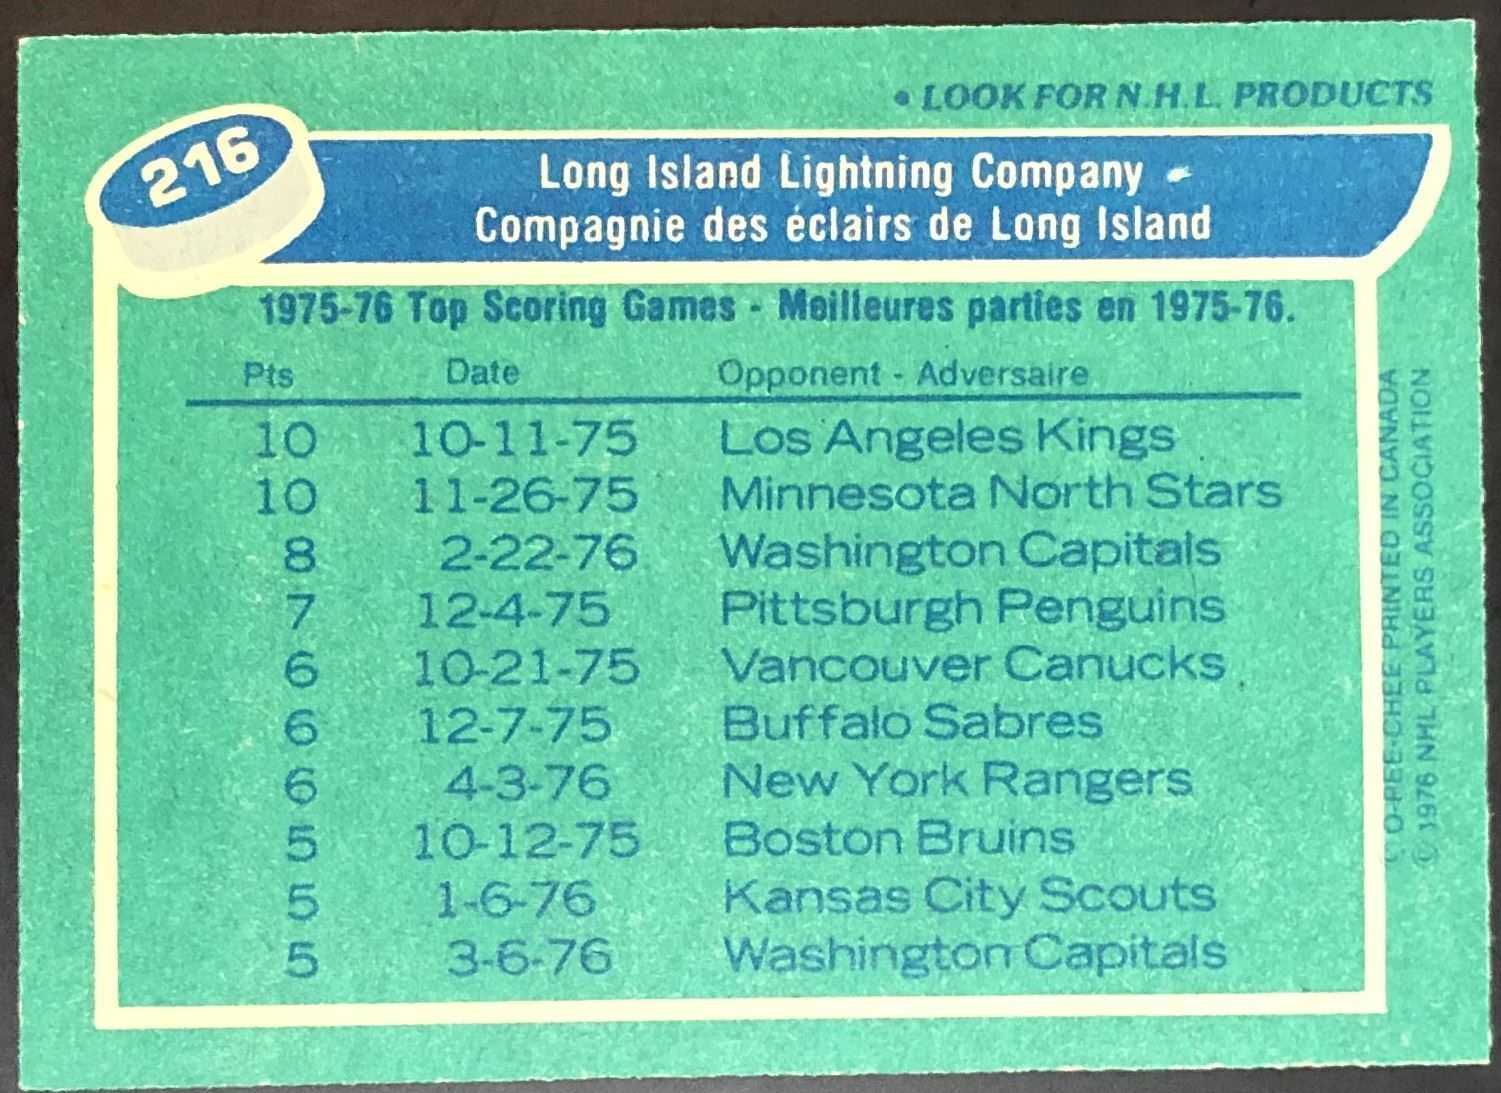 • LOOK FOR N.H.L. PRODUCTS
216
Long Island Lightning Company
Compagnie des éclairs de Long Island
1975-76 Top Scoring Games - Meilleures parties en 1975-76.
Pts Date Opponent - Adversaire
10 10-11-75 Los Angeles Kings
10 11-26-75 Minnesota North Stars
8 2-22-76 Washington Capitals
7 12-4-75 Pittsburgh Penguins
6 10-21-75 Vancouver Canucks
6 12-7-75 Buffalo Sabres
6 4-3-76 New York Rangers
5 10-12-75 Boston Bruins
5 1-6-76 Kansas City Scouts
5 3-6-76 Washington Capitals
© O-PEE-CHEE PRINTED IN CANADA
© 1976 NHL PLAYERS ASSOCIATION